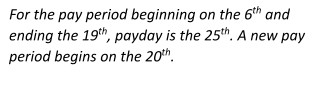 For the pay period beginning on the 6th and
ending the 19th, payday is the 25th. A new pay
period begins on the 20th.